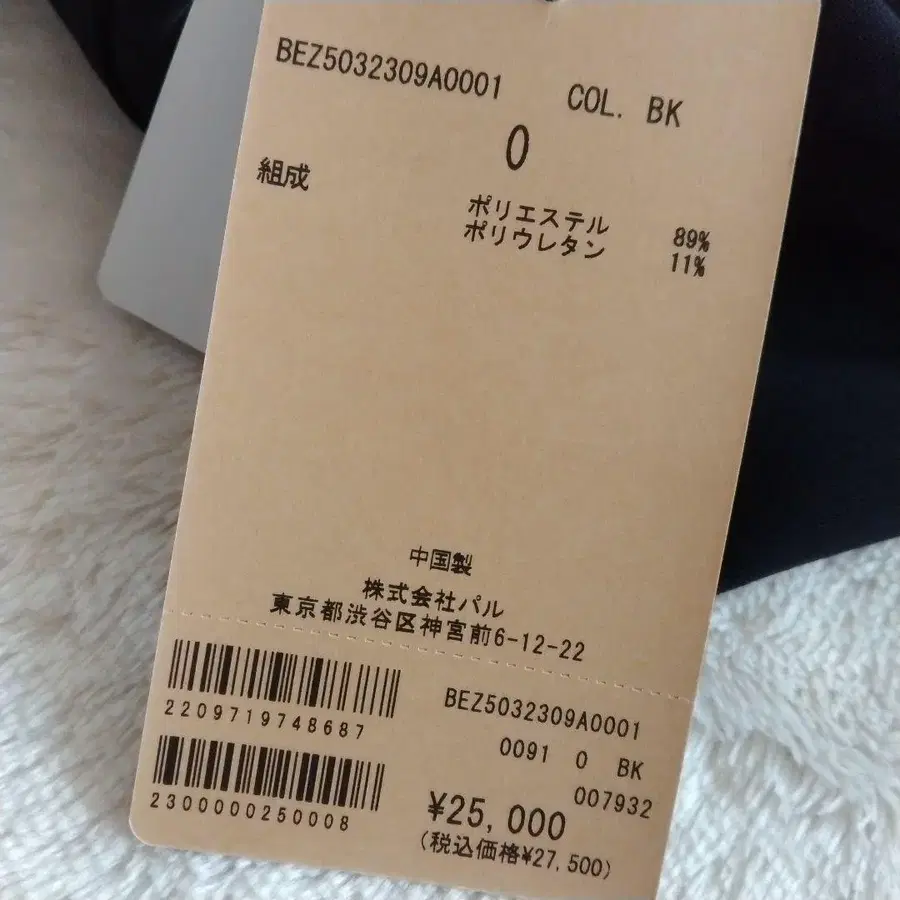 BEZ5032309A0001 COL. BK
0
組成
ポリエステル 89%
ポリウレタン 11%
中国製
株式会社パル
東京都渋谷区神宮前6-12-22
2209719748687
BEZ5032309A0001
0091 0 BK
007932
2300000250008
¥25,000
(税込価格¥27,500)